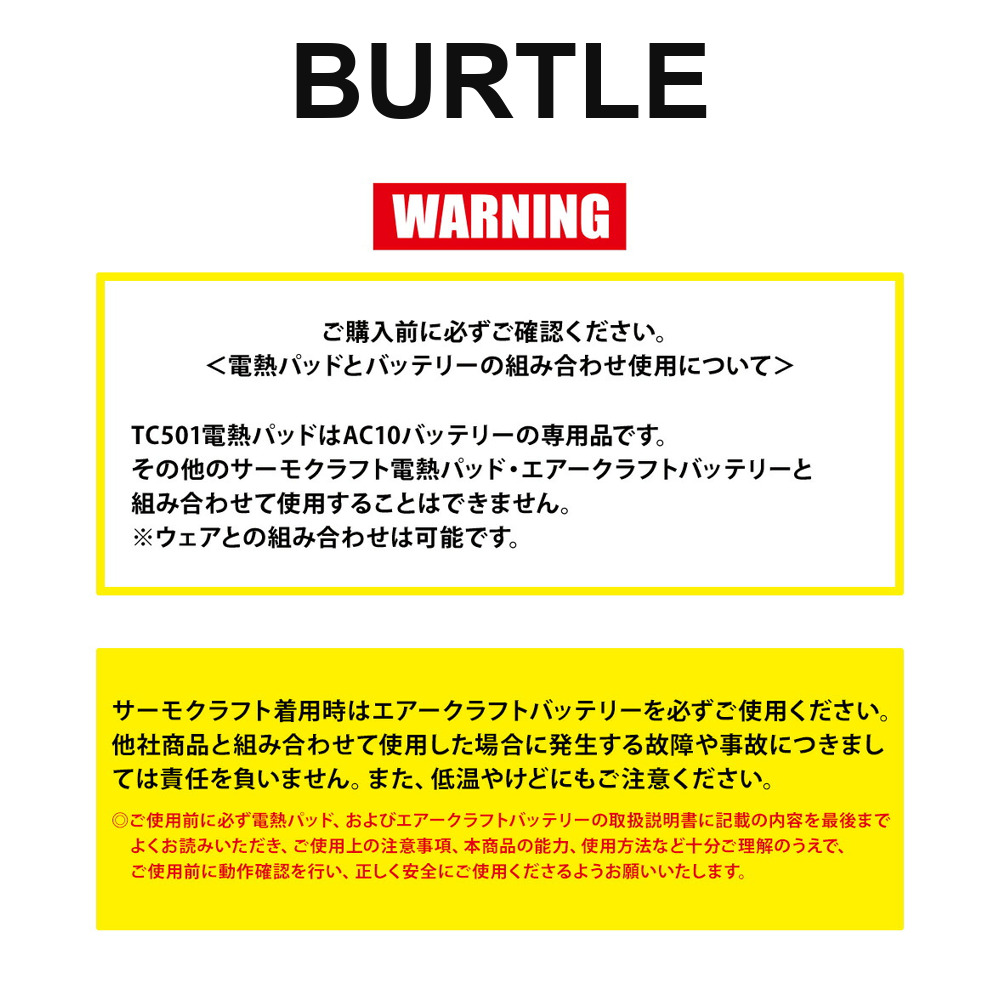 BURTLE
WARNING
ご購入前に必ずご確認ください。
＜電熱パッドとバッテリーの組み合わせ使用について＞
TC501電熱パッドはAC10バッテリーの専用品です。
その他のサーモクラフト電熱パッド・エアークラフトバッテリーと
組み合わせて使用することはできません。
※ウェアとの組み合わせは可能です。
サーモクラフト着用時はエアークラフトバッテリーを必ずご使用ください。
他社商品と組み合わせて使用した場合に発生する故障や事故につきまし
ては責任を負いません。また、低温やけどにもご注意ください。
◎ご使用前に必ず電熱パッド、およびエアークラフトバッテリーの取扱説明書に記載の内容を最後まで
よくお読みいただき、ご使用上の注意事項、本商品の能力、使用方法など十分ご理解のうえで、
ご使用前に動作確認を行い、正しく安全にご使用くださるようお願いいたします。